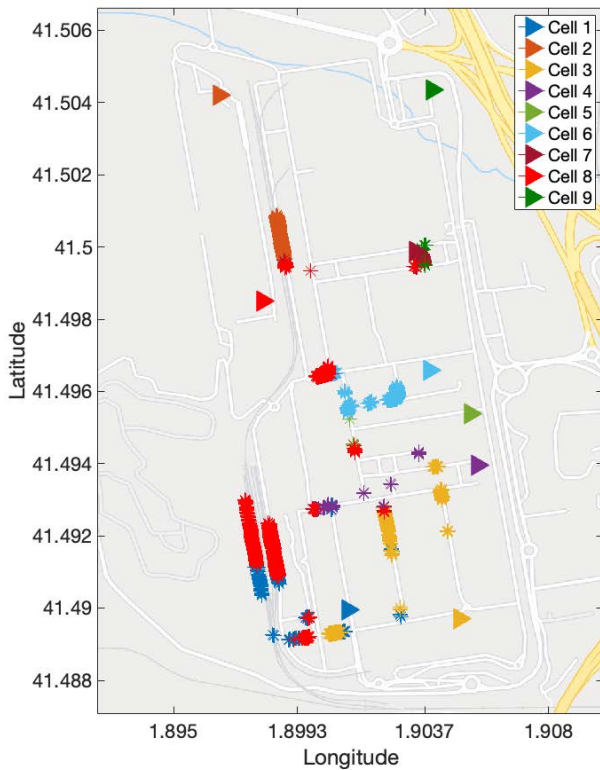 41.506
41.504
41.502
41.5
41.498
41.496
41.494
41.492
41.49
41.488
Latitude
1.895
1.8993
1.9037
1.908
Longitude
Cell 1
Cell 2
Cell 3
Cell 4
Cell 5
Cell 6
Cell 7
Cell 8
Cell 9